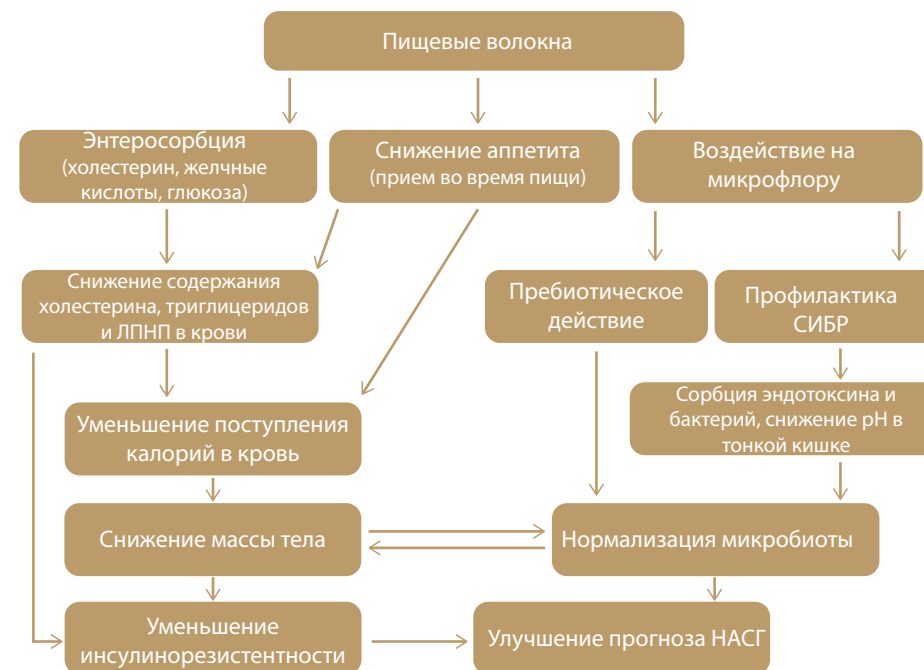 Пищевые волокна
Энтеросорбция
(холестерин, желчные
кислоты, глюкоза)
Снижение аппетита
(прием во время пищи)
Воздействие на
микрофлору
Снижение содержания
холестерина, триглицеридов
и ЛПНП в крови
Пребиотическое
действие
Профилактика
СИБР
Уменьшение поступления
калорий в кровь
Сорбция эндотоксина и
бактерий, снижение pH в
тонкой кишке
Снижение массы тела
Нормализация микробиоты
Уменьшение
инсулинорезистентности
Улучшение прогноза НАСГ